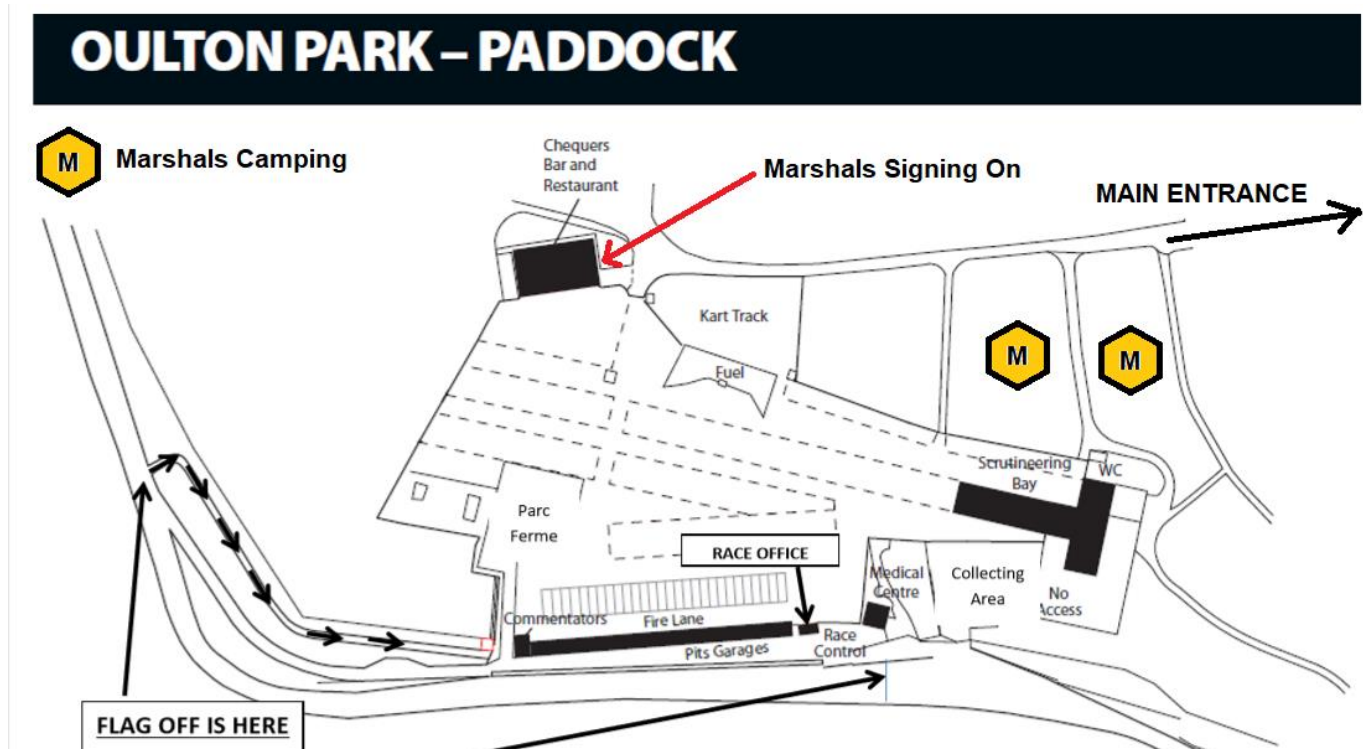 OULTON PARK – PADDOCK
M
Marshals Camping
Chequers
Bar and
Restaurant
Marshals Signing On
MAIN ENTRANCE
Kart Track
Fuel
M
M
Scrutineering
Bay
WC
Parc
Ferme
RACE OFFICE
Medical
Centre
Collecting
Area
No
Access
Commentators
Fire Lane
Pits Garages
Race
Control
FLAG OFF IS HERE